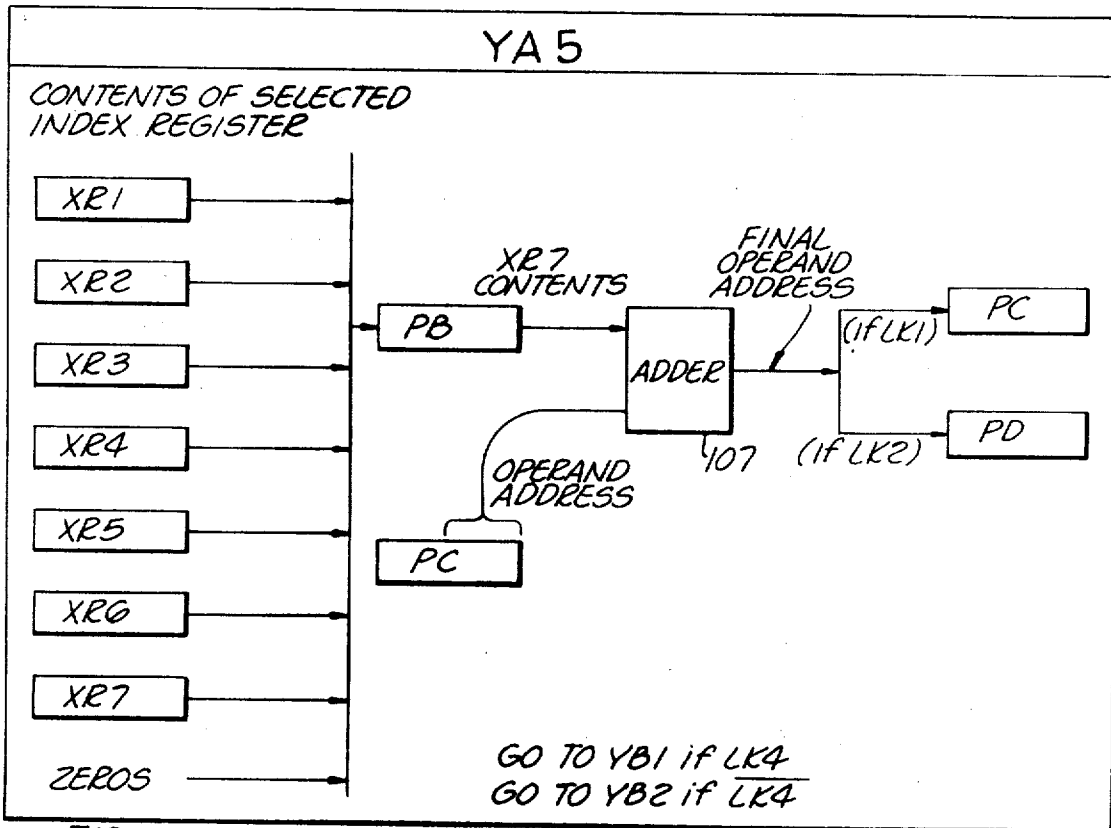 YA5
CONTENTS OF SELECTED
INDEX REGISTER
XR1
XR2
XR3
XR4
XR5
XR6
XR7
ZEROS
PB
XR7
CONTENTS
ADDER
107
OPERAND
ADDRESS
PC
FINAL
OPERAND
ADDRESS
(if LK1)
PC
(if LK2)
PD
GO TO YB1 if LK4
GO TO YB2 if L̅K̅4̅